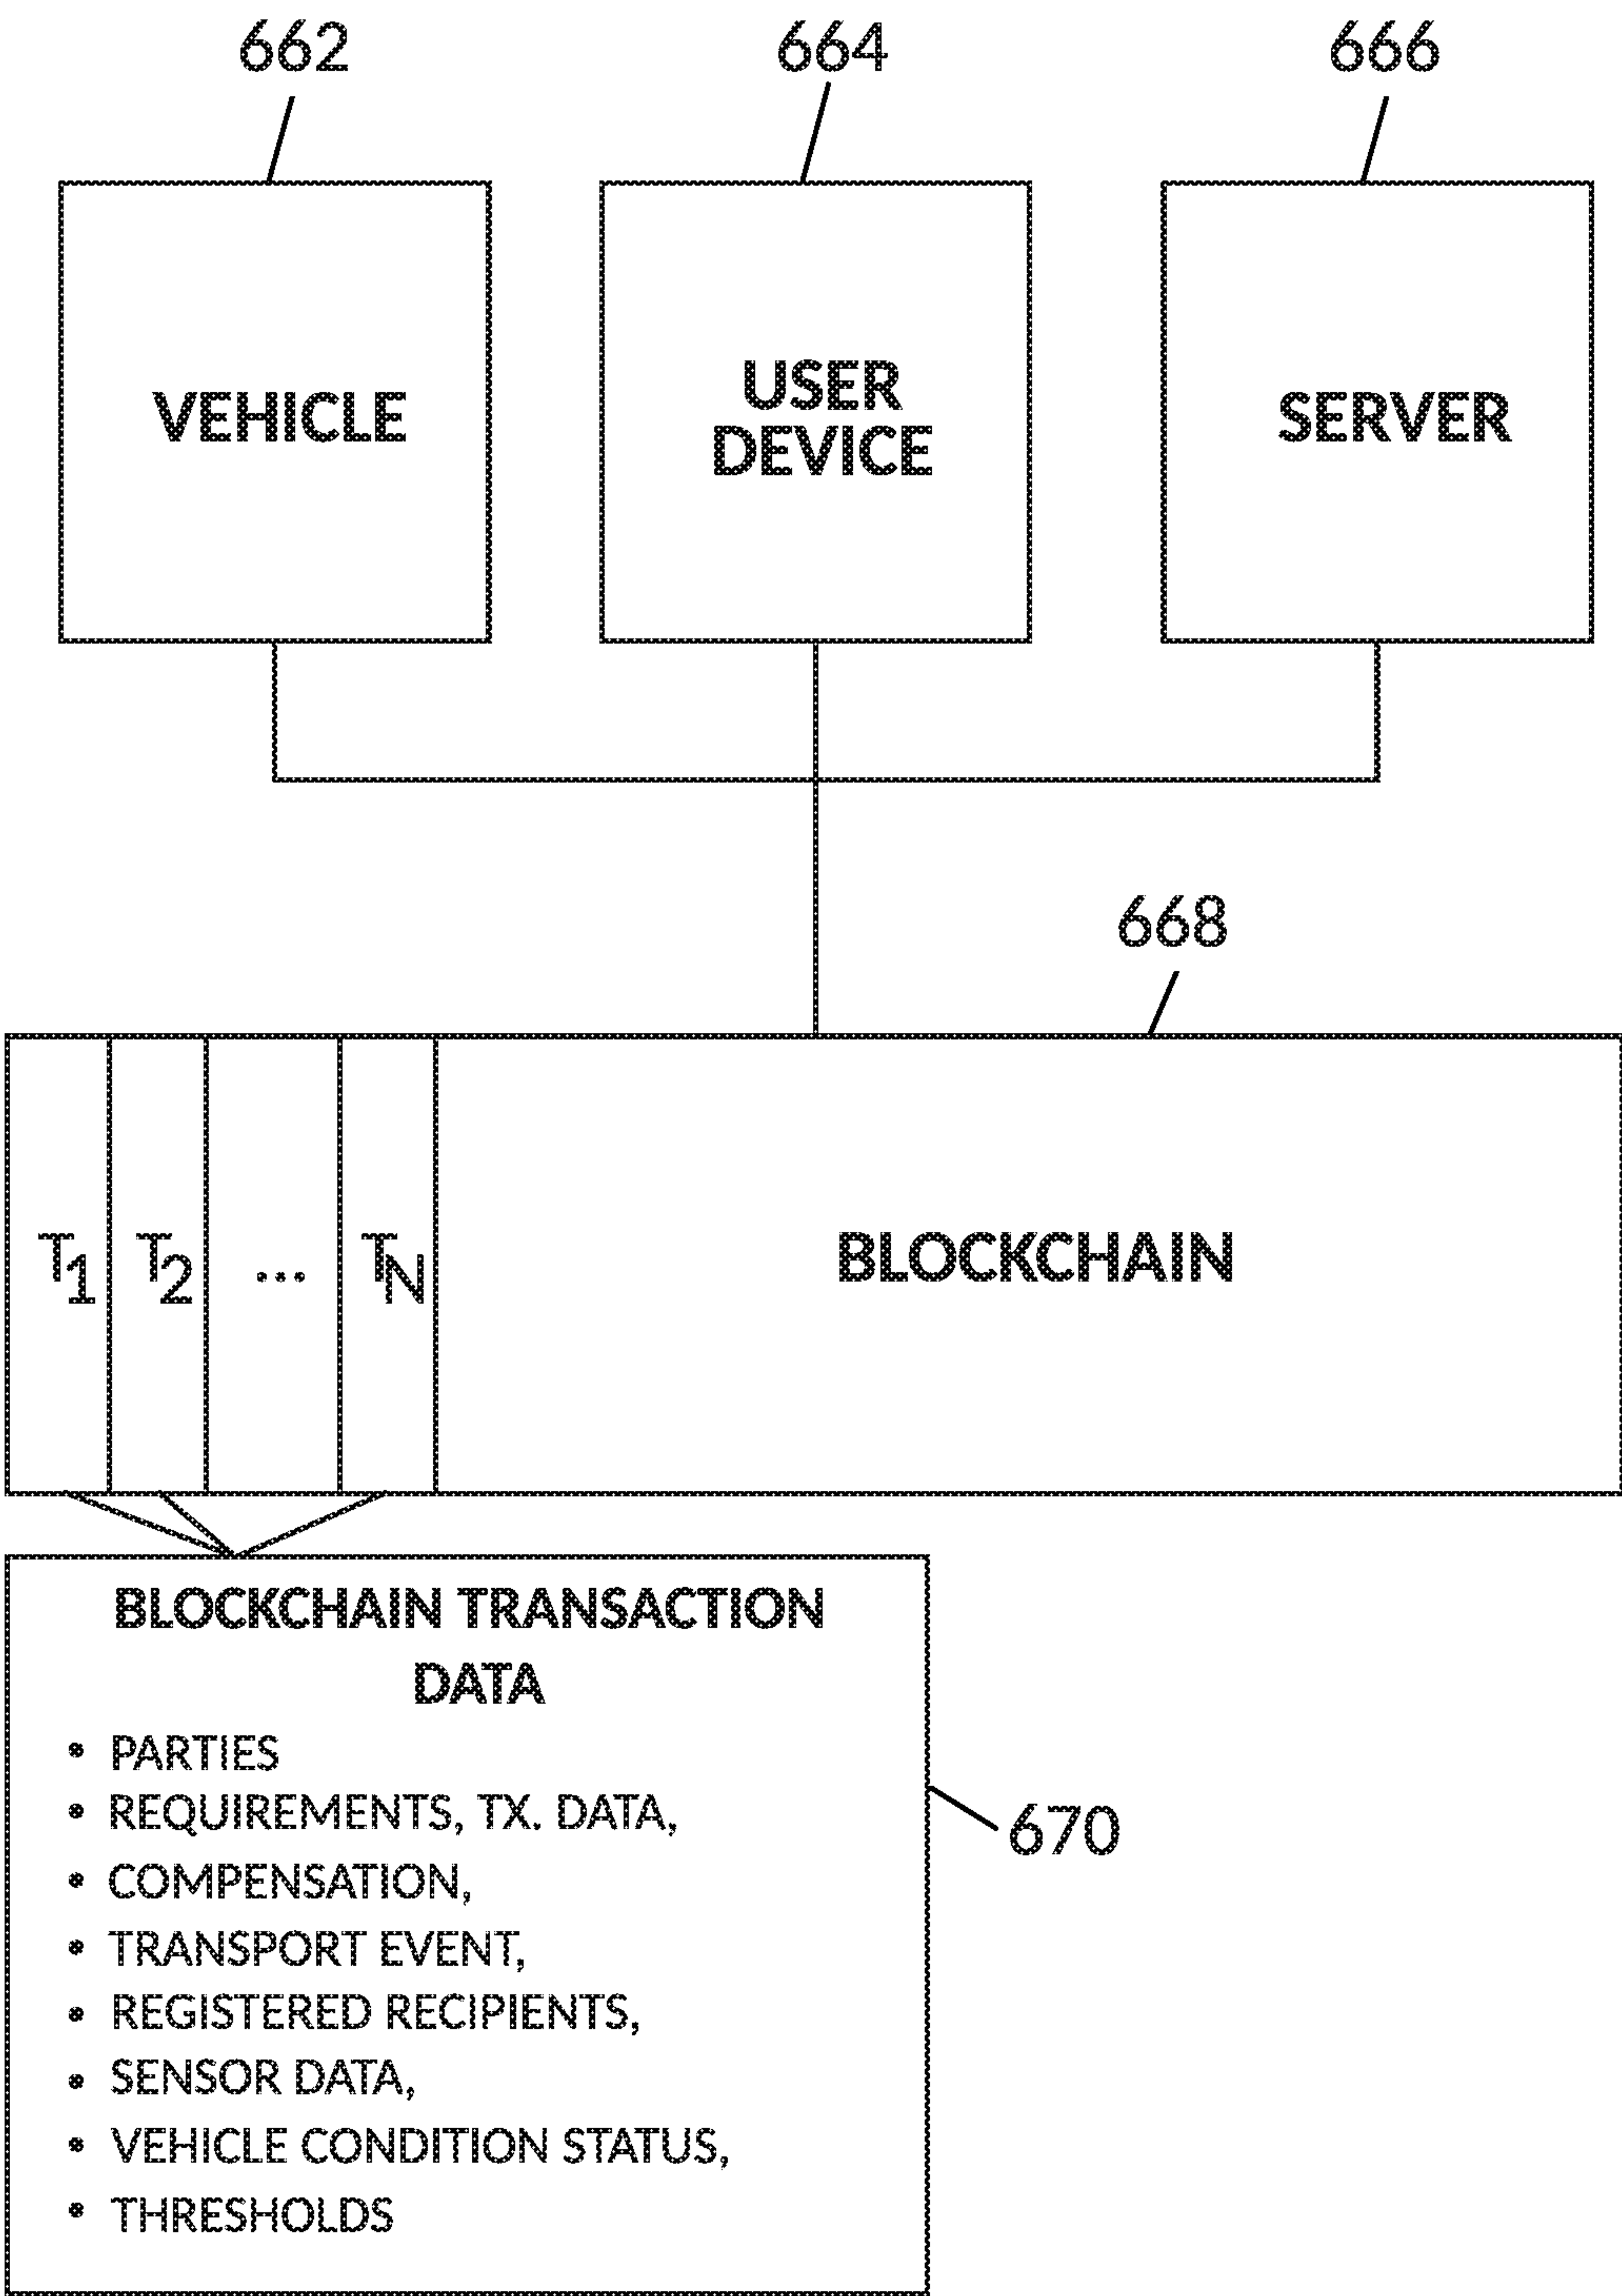 662
664
666
VEHICLE
USER
DEVICE
SERVER
668
T1
T2
...
TN
BLOCKCHAIN
BLOCKCHAIN TRANSACTION
DATA
• PARTIES
• REQUIREMENTS, TX. DATA,
• COMPENSATION,
• TRANSPORT EVENT,
• REGISTERED RECIPIENTS,
• SENSOR DATA,
• VEHICLE CONDITION STATUS,
• THRESHOLDS
670